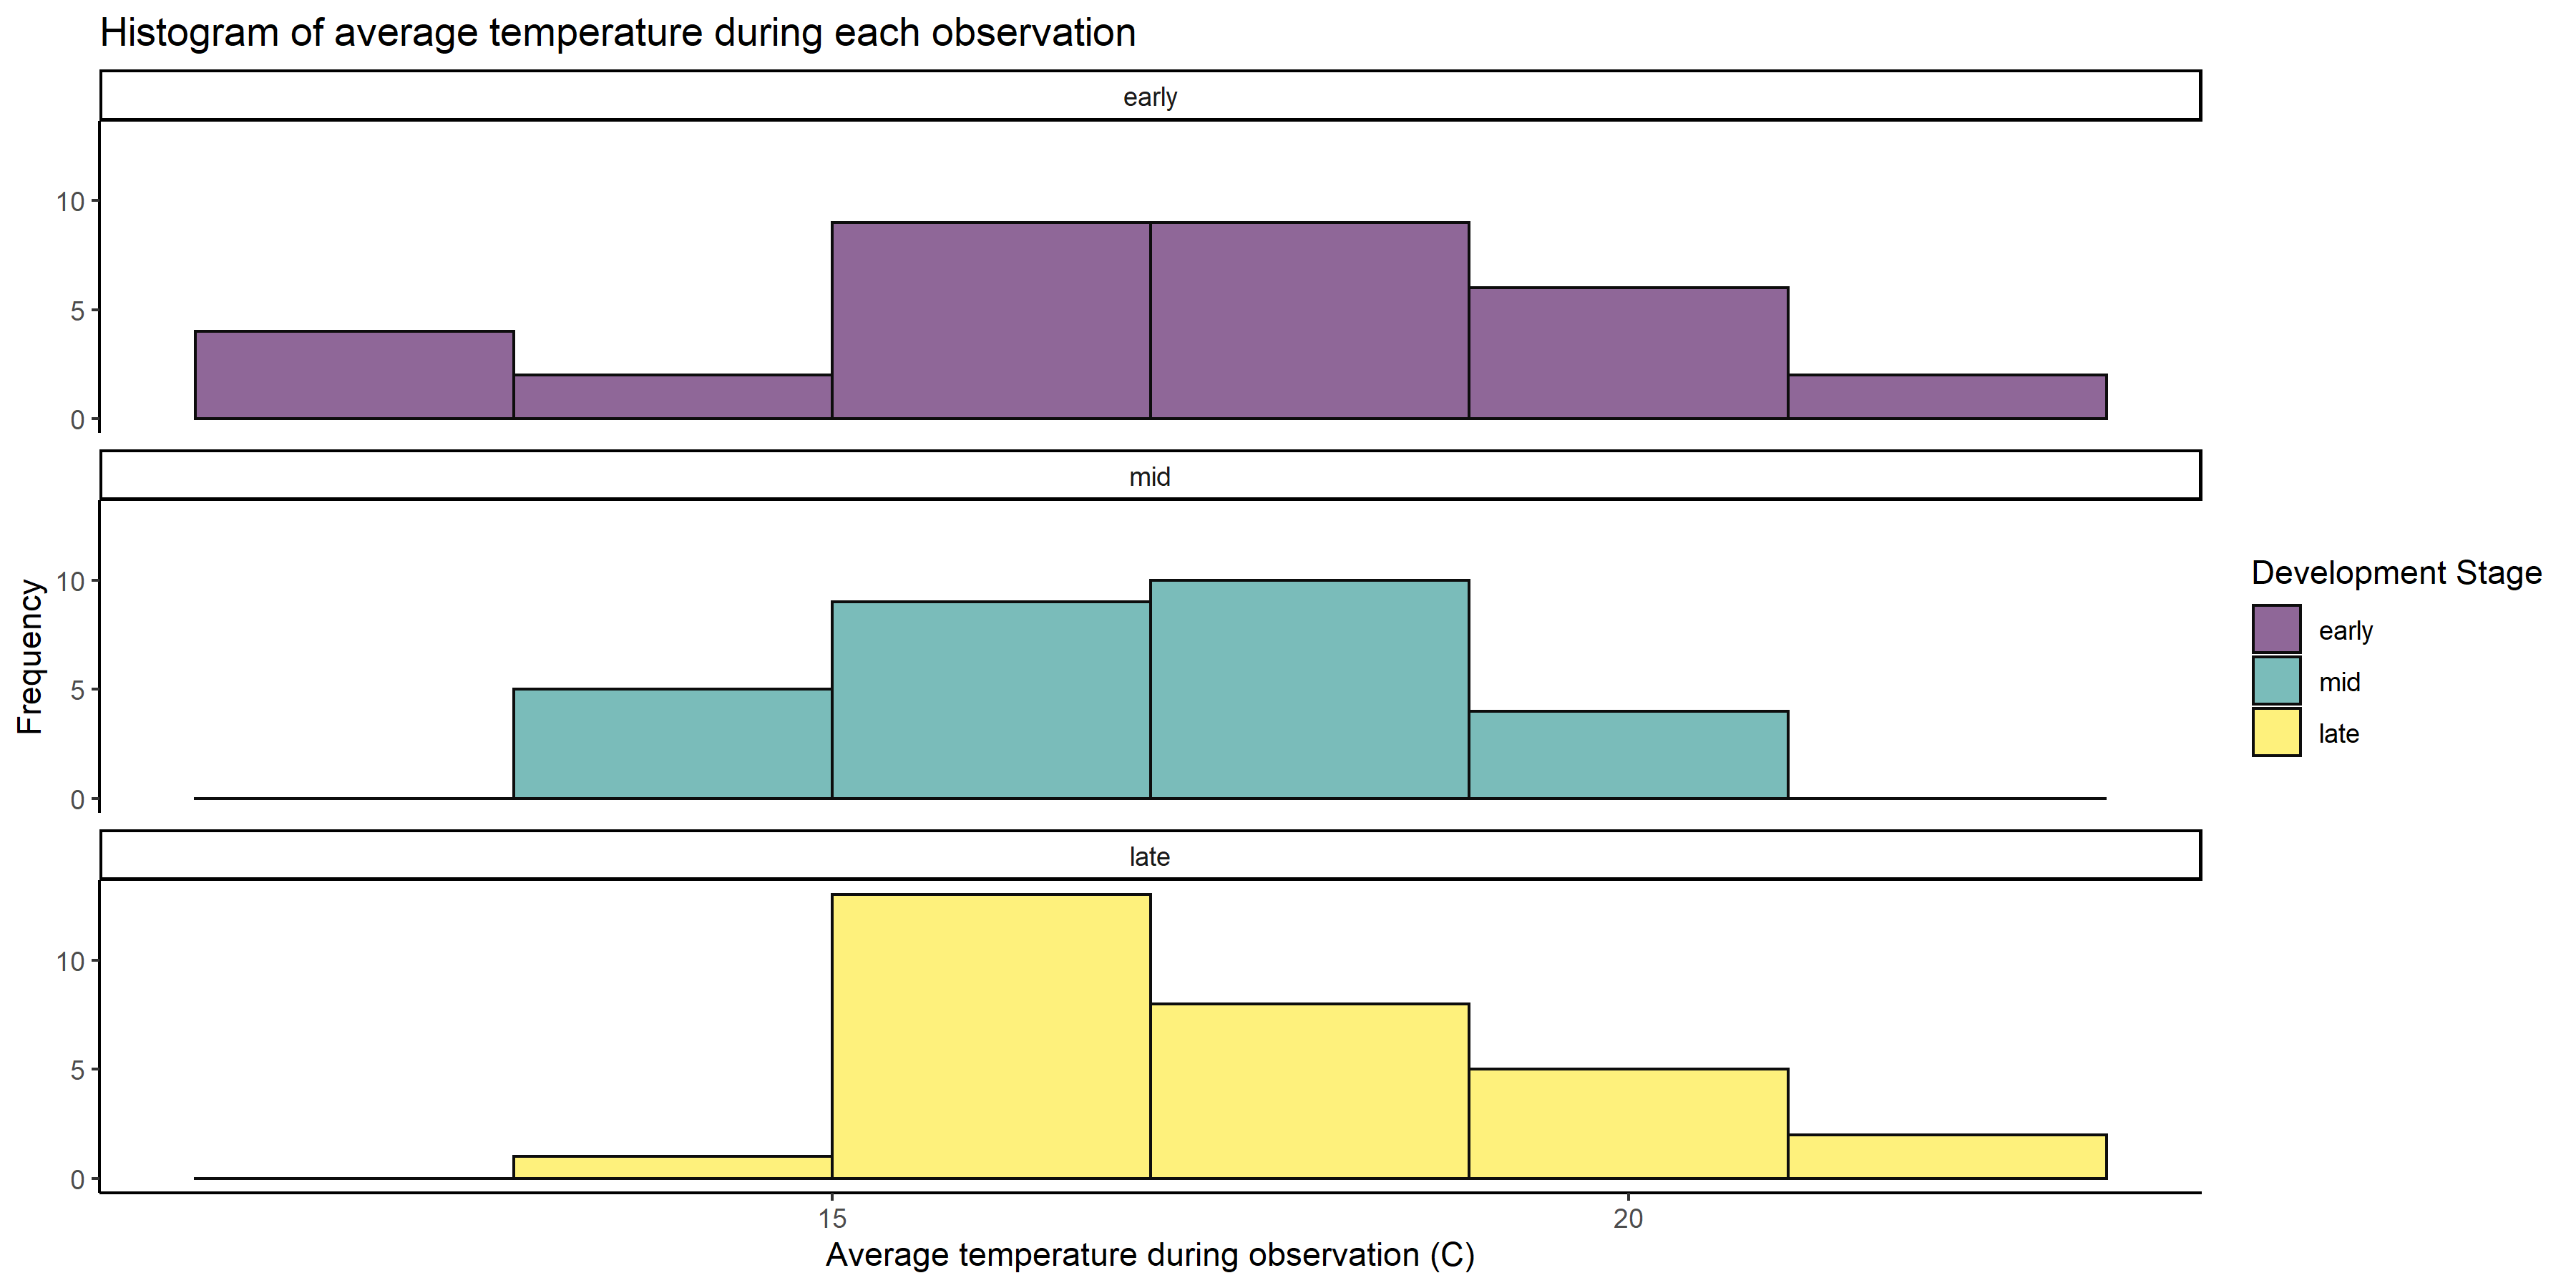 Histogram of average temperature during each observation
early
10
5
0
mid
10
5
0
late
10
5
0
15 20
Average temperature during observation (C)
Frequency
Development Stage
early
mid
late